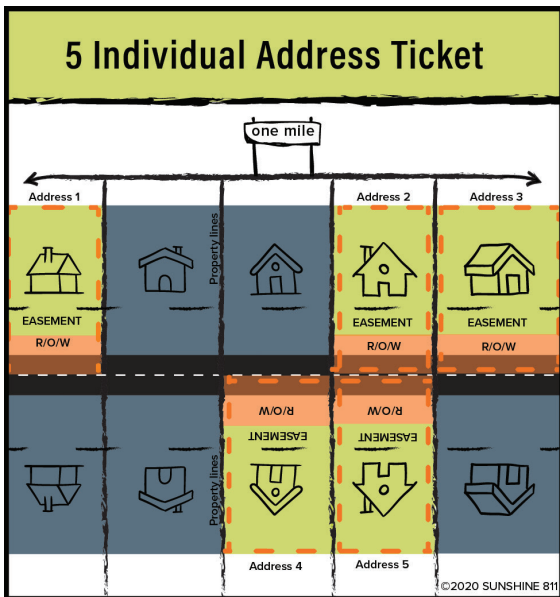 5 Individual Address Ticket
one mile
Address 1
Address 2
Address 3
Property lines
EASEMENT
EASEMENT
EASEMENT
R/O/W
R/O/W
R/O/W
R/O/W
R/O/W
EASEMENT
EASEMENT
Property lines
Address 4
Address 5
©2020 SUNSHINE 811